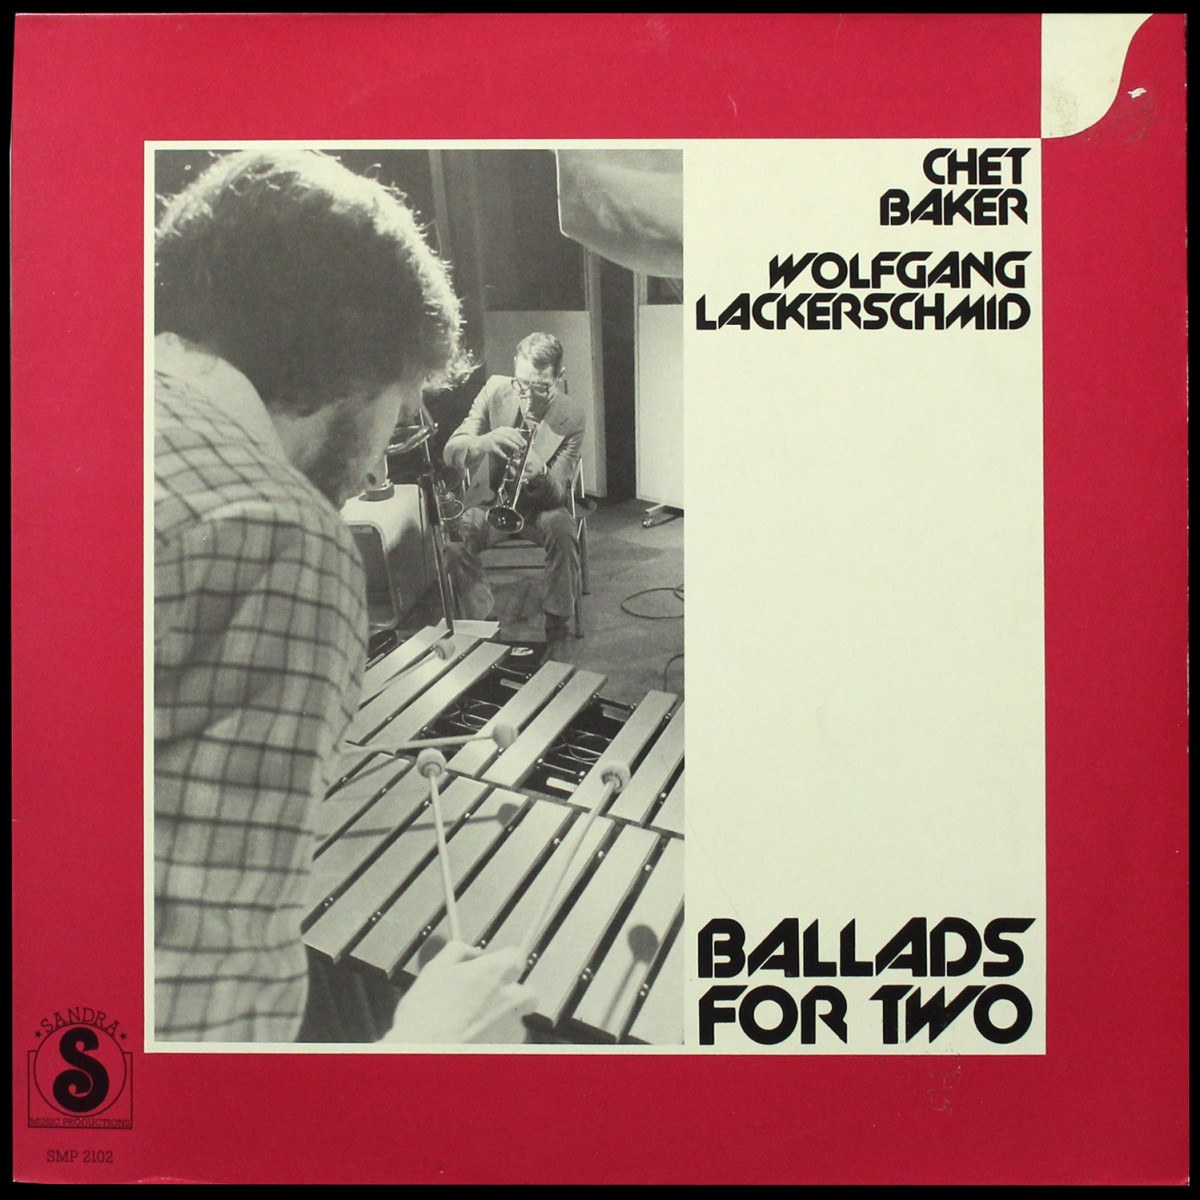 CHET
BAKER
WOLFGANG
LACKERSCHMID
BALLADS
FOR TWO
SANDRA
S
MUSIC PRODUCTIONS
SMP 2102